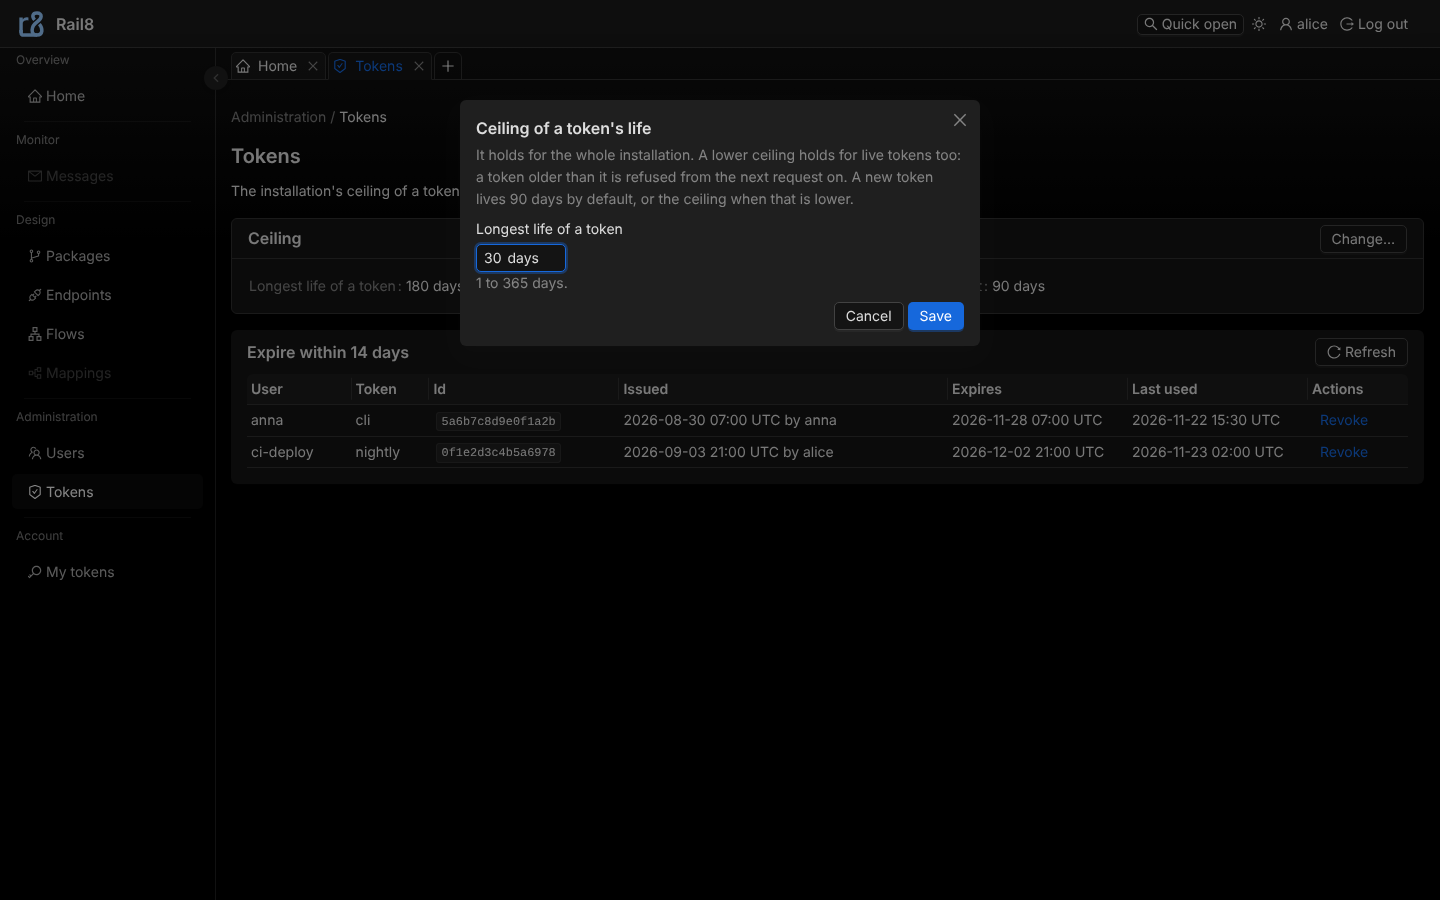 r8 Rail8
Quick open alice Log out
Overview
Home
Monitor
Messages
Design
Packages
Endpoints
Flows
Mappings
Administration
Users
Tokens
Account
My tokens
Home Tokens
Administration / Tokens
Tokens
The installation's ceiling of a token
Ceiling
Change...
Longest life of a token: 180 days
: 90 days
Ceiling of a token's life
It holds for the whole installation. A lower ceiling holds for live tokens too:
a token older than it is refused from the next request on. A new token
lives 90 days by default, or the ceiling when that is lower.
Longest life of a token
30 days
1 to 365 days.
Cancel Save
Expire within 14 days
Refresh
User Token Id Issued Expires Last used Actions
anna cli 5a6b7c8d9e0f1a2b 2026-08-30 07:00 UTC by anna 2026-11-28 07:00 UTC 2026-11-22 15:30 UTC Revoke
ci-deploy nightly 0f1e2d3c4b5a6978 2026-09-03 21:00 UTC by alice 2026-12-02 21:00 UTC 2026-11-23 02:00 UTC Revoke